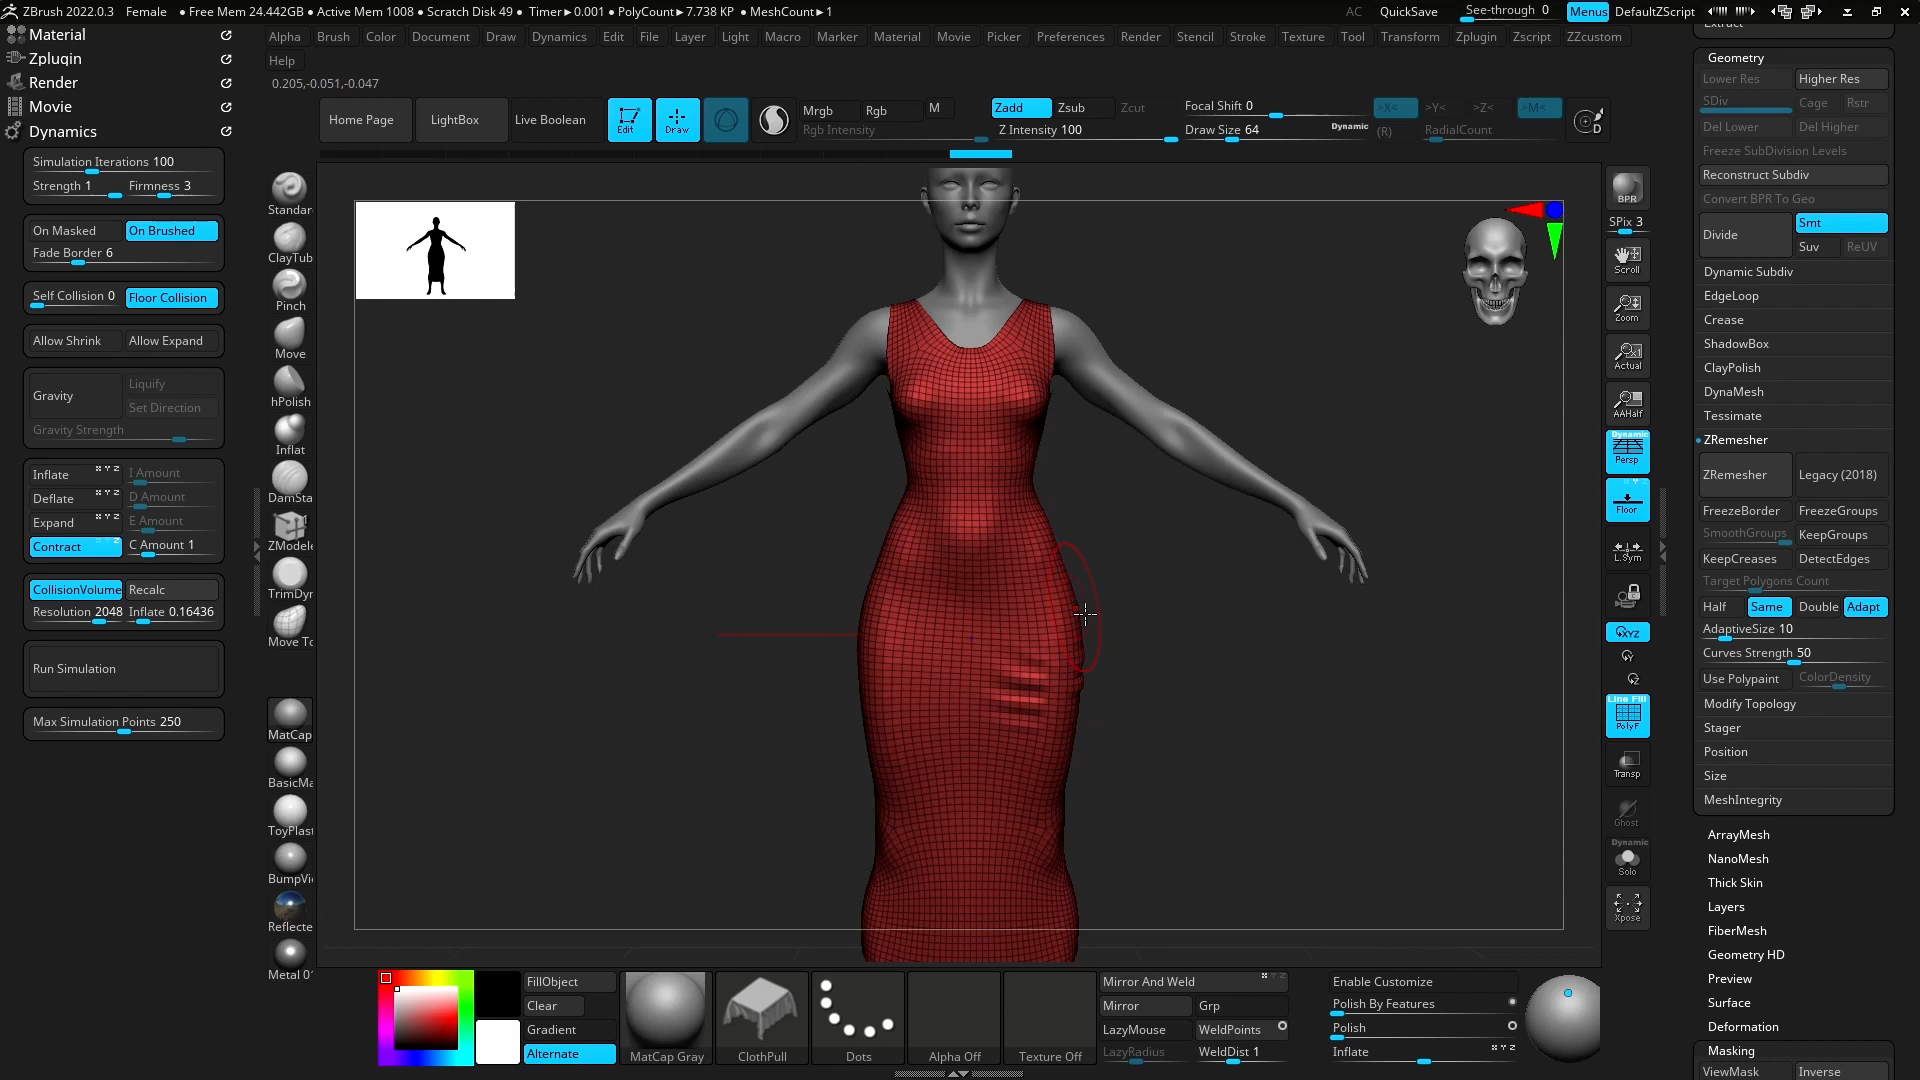 ZBrush 2022.0.3 Female • Free Mem 24.442GB • Active Mem 1008 • Scratch Disk 49 • Timer►0.001 • PolyCount►7.738 KP • MeshCount►1 AC QuickSave See-through 0 Menus DefaultZScript
Material
Zplugin
Render
Movie
Dynamics
Simulation Iterations 100
Strength 1 Firmness 3
On Masked On Brushed
Fade Border 6
Self Collision 0 Floor Collision
Allow Shrink Allow Expand
Gravity Liquify
Set Direction
Gravity Strength
Inflate I Amount
Deflate D Amount
Expand E Amount
Contract C Amount 1
CollisionVolume Recalc
Resolution 2048 Inflate 0.16436
Run Simulation
Max Simulation Points 250
Alpha Brush Color Document Draw Dynamics Edit File Layer Light Macro Marker Material Movie Picker Preferences Render Stencil Stroke Texture Tool Transform Zplugin Zscript ZZcustom
Help
0.205,-0.051,-0.047
Home Page LightBox Live Boolean Edit Draw
Mrgb Rgb M
Rgb Intensity
Zadd Zsub Zcut
Z Intensity 100
Focal Shift 0
Draw Size 64 Dynamic
>X< >Y< >Z< >M<
(R) RadialCount
D
Standar
ClayTub
Pinch
Move
hPolish
Inflat
DamSta
ZModele
TrimDyr
Move To
MatCap
BasicMa
ToyPlast
BumpVi
Reflecte
Metal 01
BPR
SPix 3
Scroll
Zoom
Actual
AAHalf
Dynamic
Persp
Floor
L.Sym
XYZ
Y
Z
Line Fill
PolyF
Transp
Ghost
Dynamic
Solo
Xpose
Extract
Geometry
Lower Res Higher Res
SDiv Cage Rstr
Del Lower Del Higher
Freeze SubDivision Levels
Reconstruct Subdiv
Convert BPR To Geo
Divide Smt
Suv ReUV
Dynamic Subdiv
EdgeLoop
Crease
ShadowBox
ClayPolish
DynaMesh
Tessimate
ZRemesher
ZRemesher Legacy (2018)
FreezeBorder FreezeGroups
SmoothGroups KeepGroups
KeepCreases DetectEdges
Target Polygons Count
Half Same Double Adapt
AdaptiveSize 10
Curves Strength 50
Use Polypaint ColorDensity
Modify Topology
Stager
Position
Size
MeshIntegrity
ArrayMesh
NanoMesh
Thick Skin
Layers
FiberMesh
Geometry HD
Preview
Surface
Deformation
Masking
ViewMask Inverse
FillObject
Clear
Gradient
Alternate
MatCap Gray ClothPull Dots Alpha Off Texture Off
Mirror And Weld
Mirror Grp
LazyMouse WeldPoints
LazyRadius WeldDist 1
Enable Customize
Polish By Features
Polish
Inflate